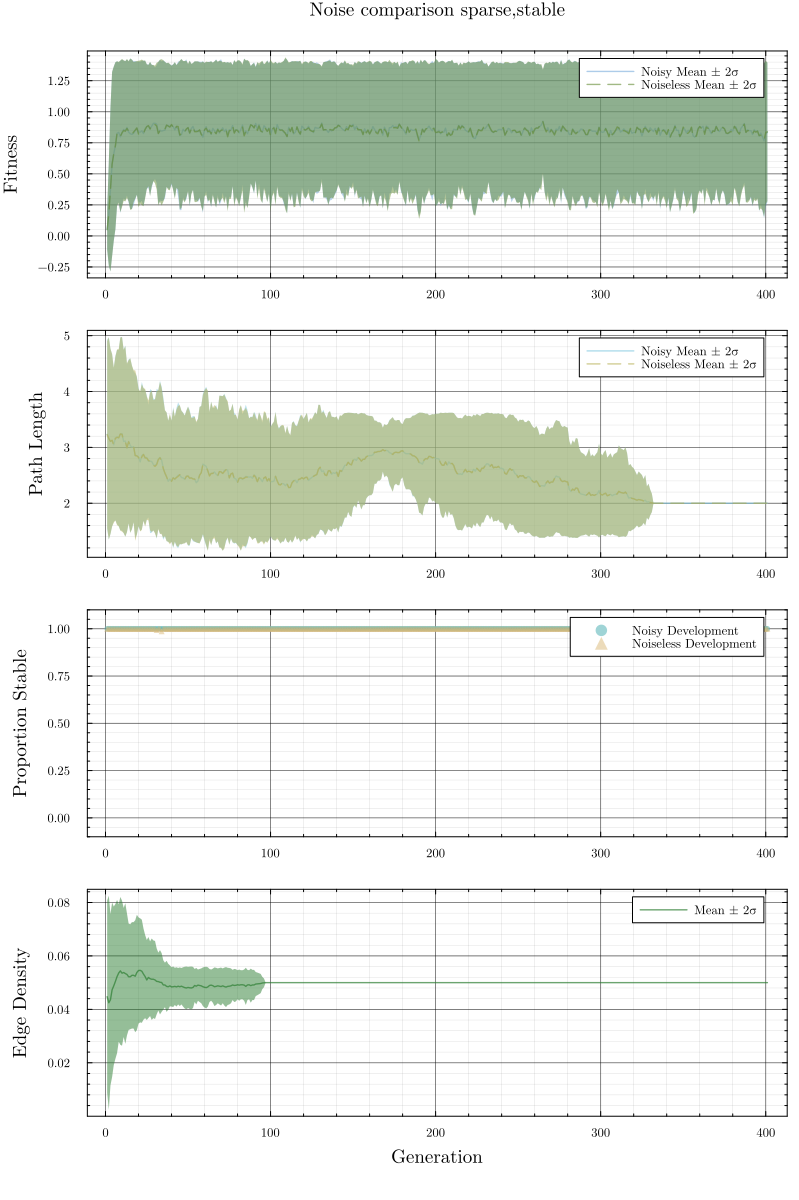 Noise comparison sparse,stable
Fitness
1.25
1.00
0.75
0.50
0.25
0.00
−0.25
Noisy Mean ± 2σ
Noiseless Mean ± 2σ
0 100 200 300 400
Path Length
5
4
3
2
Noisy Mean ± 2σ
Noiseless Mean ± 2σ
0 100 200 300 400
Proportion Stable
1.00
0.75
0.50
0.25
0.00
Noisy Development
Noiseless Development
0 100 200 300 400
Edge Density
0.08
0.06
0.04
0.02
Mean ± 2σ
0 100 200 300 400
Generation